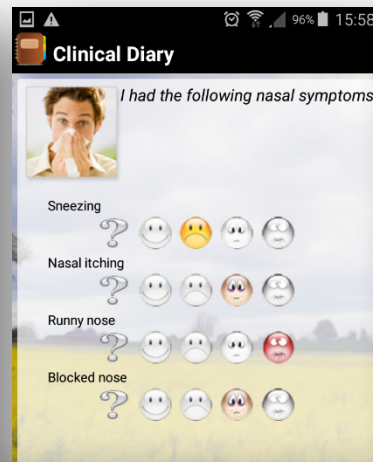 96% 15:58
Clinical Diary
I had the following nasal symptoms
Sneezing
?
Nasal itching
?
Runny nose
?
Blocked nose
?